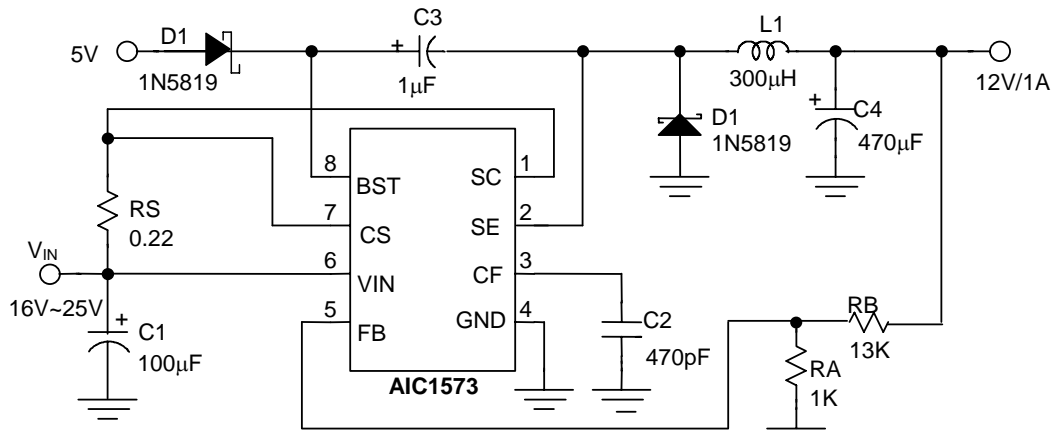 5V
D1
1N5819
C3
+
1µF
L1
300µH
12V/1A
D1
1N5819
+
C4
470µF
RS
0.22
VIN
16V~25V
+
C1
100µF
8
BST
7
CS
6
VIN
5
FB
SC
1
SE
2
CF
3
GND
4
AIC1573
C2
470pF
RB
13K
RA
1K